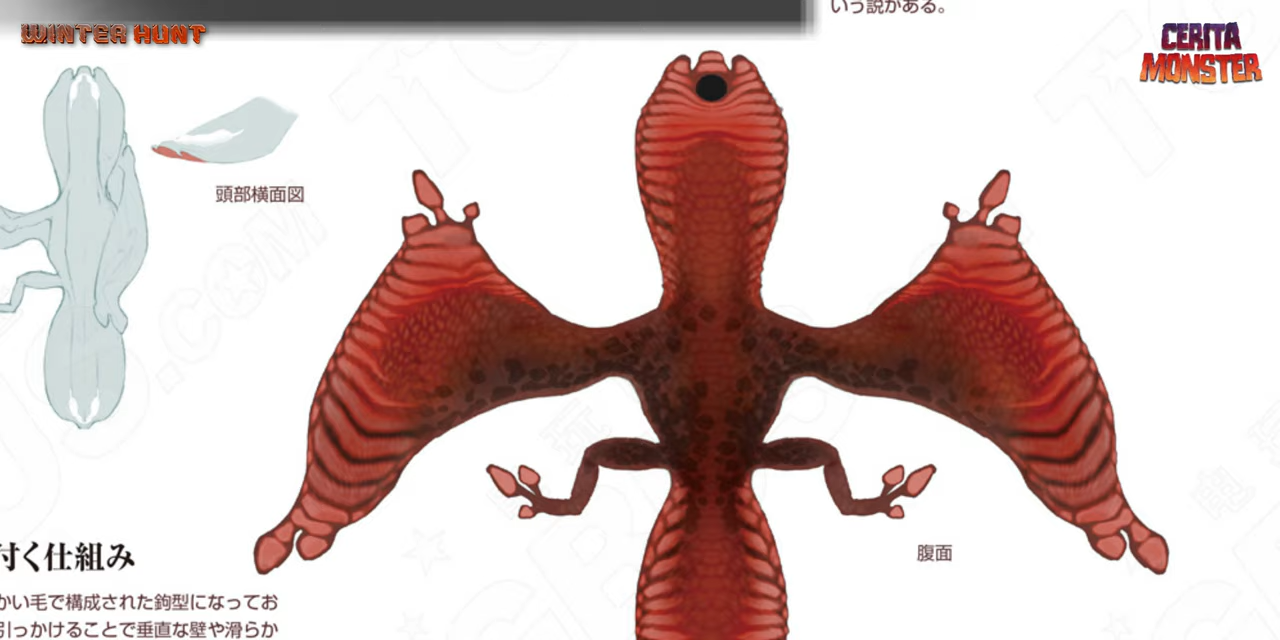 いう説がある。
WINTER HUNT
CERITA
MONSTER
頭部横面図
腹面
付く仕組み
かい毛で構成された鉤型になってお
引っかけることで垂直な壁や滑らか